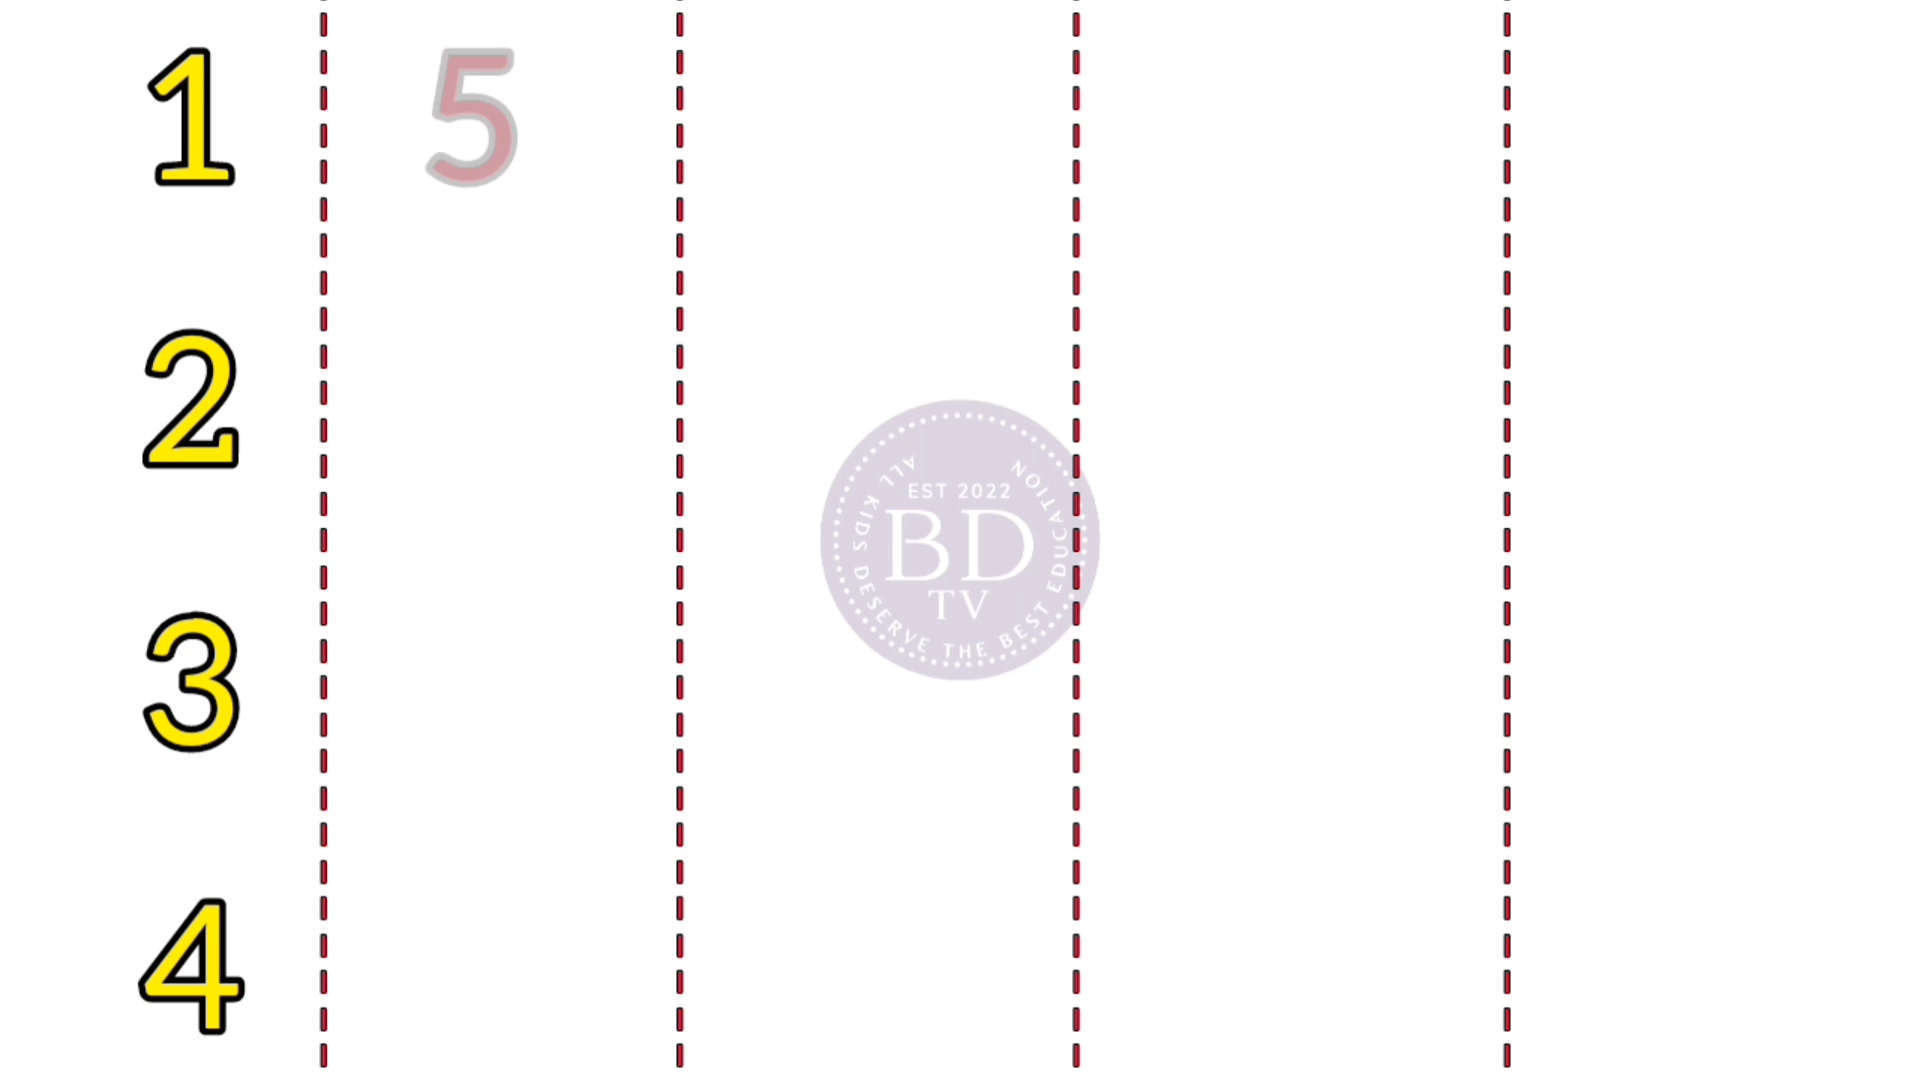 1 5
2
3
4
EST 2022
BD
TV
ALL KIDS DESERVE THE BEST EDUCATION